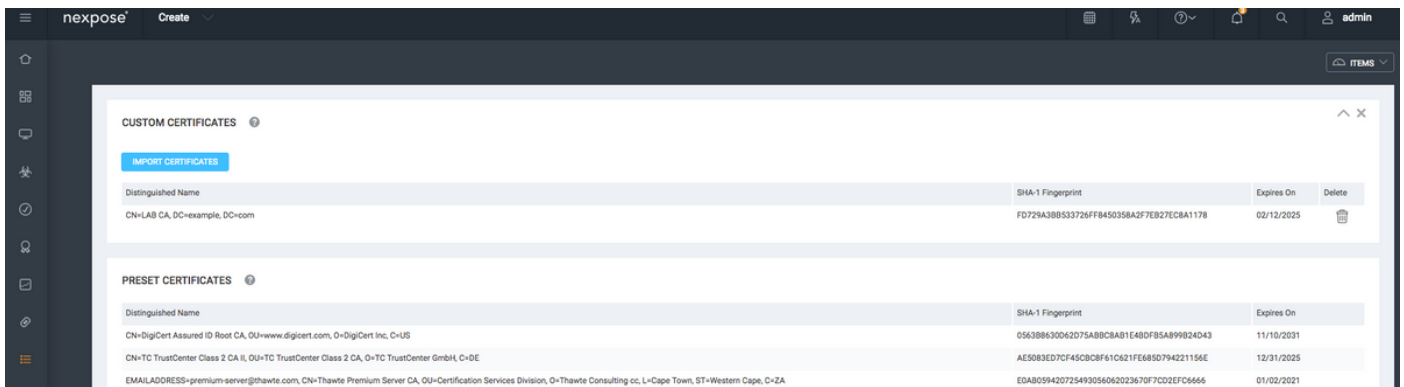 nexpose Create admin
ITEMS
CUSTOM CERTIFICATES
IMPORT CERTIFICATES
Distinguished Name SHA-1 Fingerprint Expires On Delete
CN=LAB CA, DC=example, DC=com FD729A3BB533726FF8450358A2F7EB27EC8A1178 02/12/2025
PRESET CERTIFICATES
Distinguished Name SHA-1 Fingerprint Expires On
CN=DigiCert Assured ID Root CA, OU=www.digicert.com, O=DigiCert Inc, C=US 0563B8630D62D75ABBC8AB1E4BDFB5A899B24D43 11/10/2031
CN=TC TrustCenter Class 2 CA II, OU=TC TrustCenter Class 2 CA, O=TC TrustCenter GmbH, C=DE AE5083ED7CF45CBC8F61C621FE685D794221156E 12/31/2025
EMAILADDRESS=premium-server@thawte.com, CN=Thawte Premium Server CA, OU=Certification Services Division, O=Thawte Consulting cc, L=Cape Town, ST=Western Cape, C=ZA E0AB059420725493056062023670F7CD2EFC6666 01/02/2021